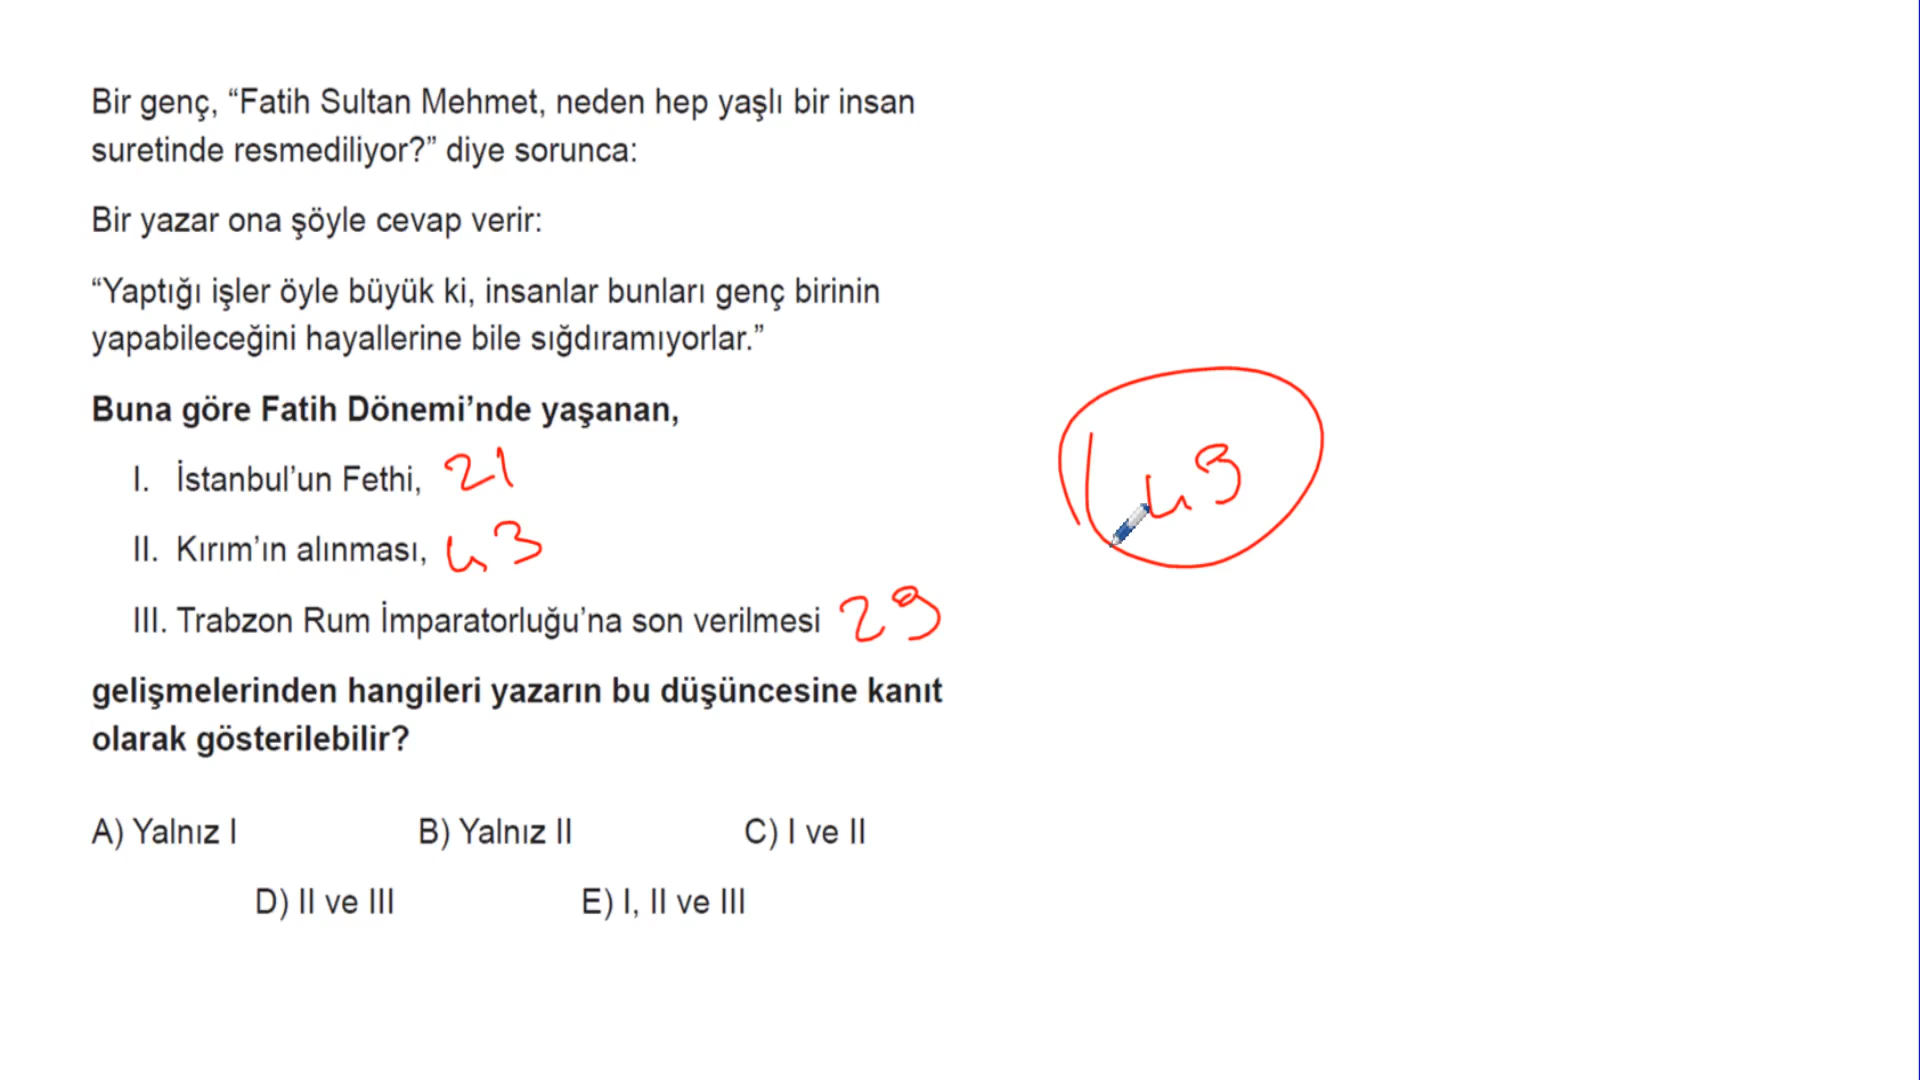 Bir genç, “Fatih Sultan Mehmet, neden hep yaşlı bir insan
suretinde resmediliyor?” diye sorunca:
Bir yazar ona şöyle cevap verir:
“Yaptığı işler öyle büyük ki, insanlar bunları genç birinin
yapabileceğini hayallerine bile sığdıramıyorlar.”
Buna göre Fatih Dönemi’nde yaşanan,
I. İstanbul’un Fethi, 21
II. Kırım’ın alınması, 43
III. Trabzon Rum İmparatorluğu’na son verilmesi 29
gelişmelerinden hangileri yazarın bu düşüncesine kanıt
olarak gösterilebilir?
A) Yalnız I B) Yalnız II C) I ve II
D) II ve III E) I, II ve III